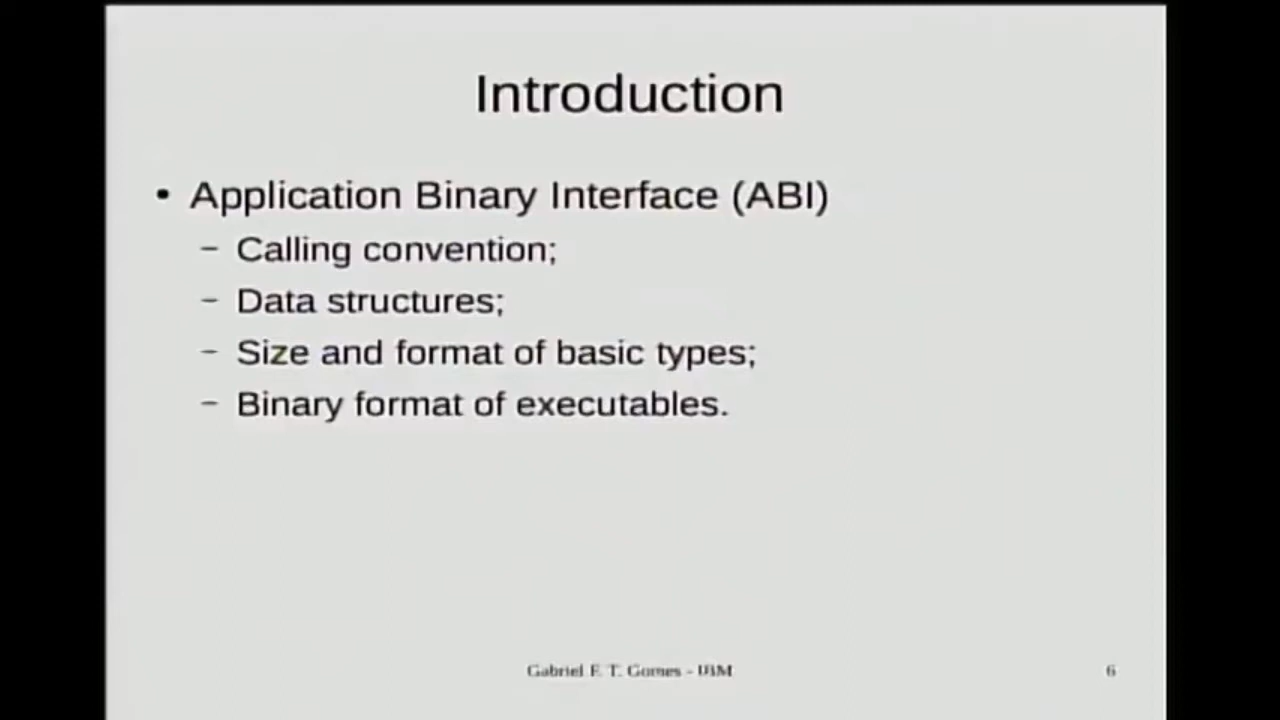 Introduction
• Application Binary Interface (ABI)
– Calling convention;
– Data structures;
– Size and format of basic types;
– Binary format of executables.
Gabriel F. T. Gomes - IBM
6